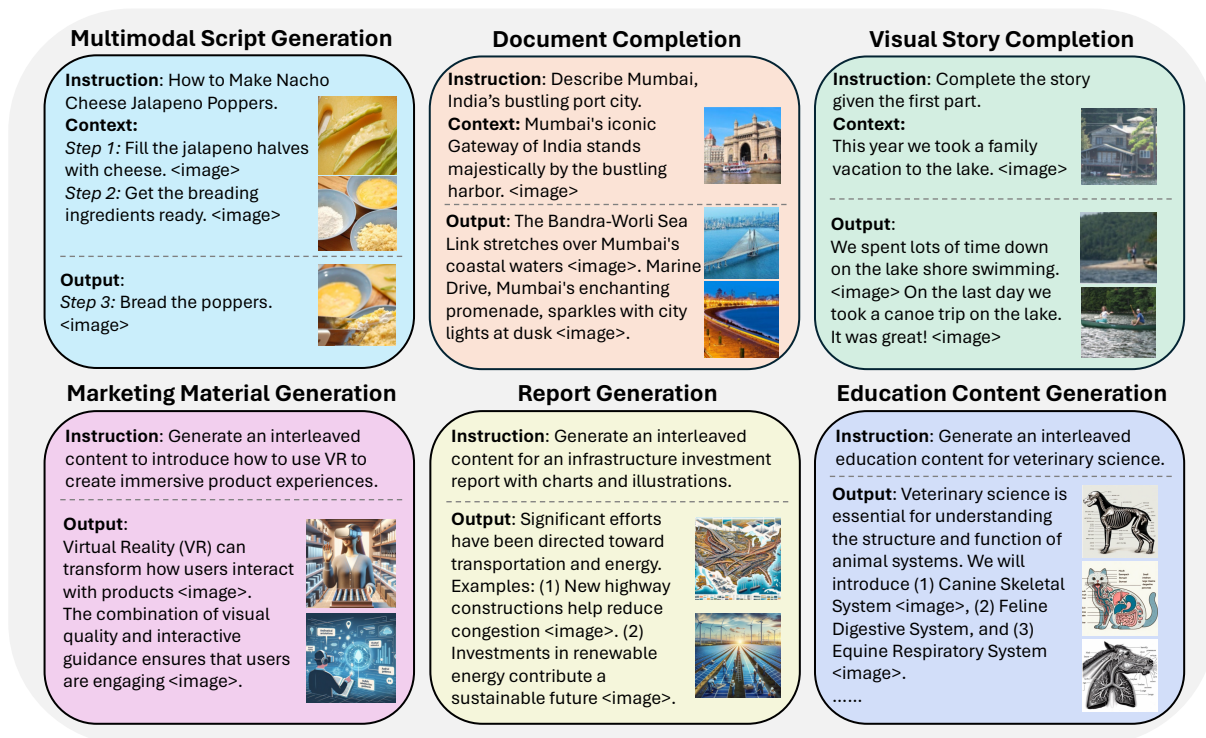 Multimodal Script Generation
Instruction: How to Make Nacho
Cheese Jalapeno Poppers.
Context:
Step 1: Fill the jalapeno halves
with cheese. <image>
Step 2: Get the breading
ingredients ready. <image>
Output:
Step 3: Bread the poppers.
<image>
Document Completion
Instruction: Describe Mumbai,
India’s bustling port city.
Context: Mumbai's iconic
Gateway of India stands
majestically by the bustling
harbor. <image>
Output: The Bandra-Worli Sea
Link stretches over Mumbai's
coastal waters <image>. Marine
Drive, Mumbai's enchanting
promenade, sparkles with city
lights at dusk <image>.
Visual Story Completion
Instruction: Complete the story
given the first part.
Context:
This year we took a family
vacation to the lake. <image>
Output:
We spent lots of time down
on the lake shore swimming.
<image> On the last day we
took a canoe trip on the lake.
It was great! <image>
Marketing Material Generation
Instruction: Generate an interleaved
content to introduce how to use VR to
create immersive product experiences.
Output:
Virtual Reality (VR) can
transform how users interact
with products <image>.
The combination of visual
quality and interactive
guidance ensures that users
are engaging <image>.
Report Generation
Instruction: Generate an interleaved
content for an infrastructure investment
report with charts and illustrations.
Output: Significant efforts
have been directed toward
transportation and energy.
Examples: (1) New highway
constructions help reduce
congestion <image>. (2)
Investments in renewable
energy contribute a
sustainable future <image>.
Education Content Generation
Instruction: Generate an interleaved
education content for veterinary science.
Output: Veterinary science is
essential for understanding
the structure and function of
animal systems. We will
introduce (1) Canine Skeletal
System <image>, (2) Feline
Digestive System, and (3)
Equine Respiratory System
<image>.
......